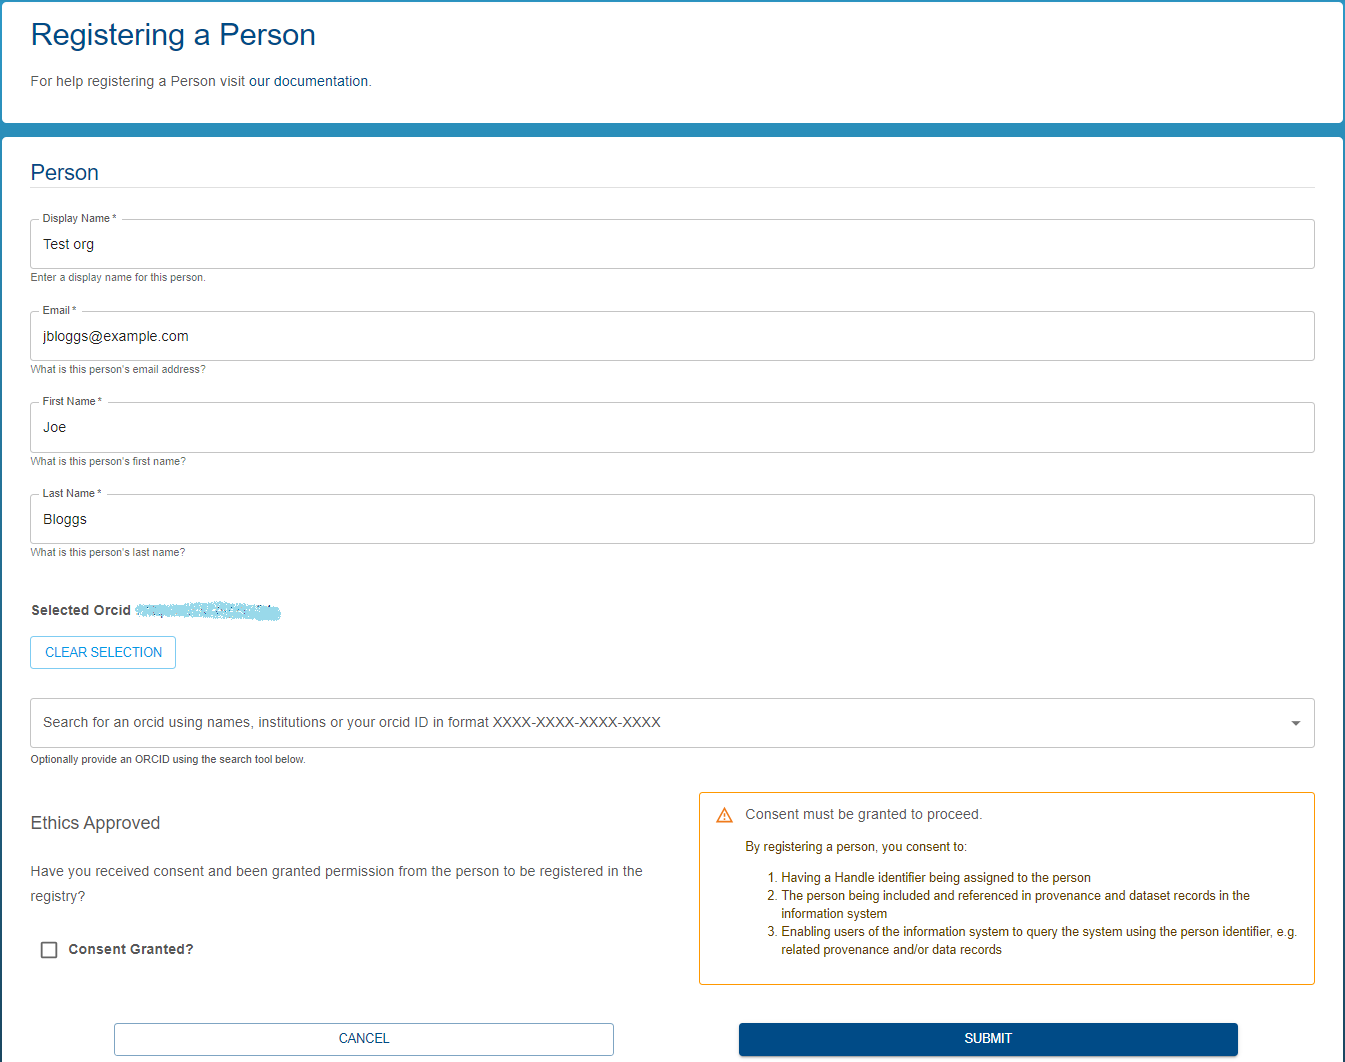 Registering a Person
For help registering a Person visit our documentation.
Person
Display Name *
Test org
Enter a display name for this person.
Email *
jbloggs@example.com
What is this person's email address?
First Name *
Joe
What is this person's first name?
Last Name *
Bloggs
What is this person's last name?
Selected Orcid
CLEAR SELECTION
Search for an orcid using names, institutions or your orcid ID in format XXXX-XXXX-XXXX-XXXX
Optionally provide an ORCID using the search tool below.
Ethics Approved
Have you received consent and been granted permission from the person to be registered in the
registry?
Consent Granted?
Consent must be granted to proceed.
By registering a person, you consent to:
1. Having a Handle identifier being assigned to the person
2. The person being included and referenced in provenance and dataset records in the
information system
3. Enabling users of the information system to query the system using the person identifier, e.g.
related provenance and/or data records
CANCEL
SUBMIT